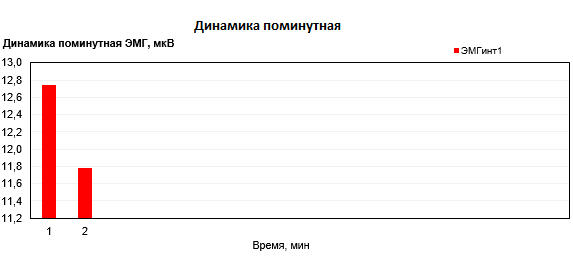 Динамика поминутная
Динамика поминутная ЭМГ, мкВ
ЭМГинт1
13,0
12,8
12,6
12,4
12,2
12,0
11,8
11,6
11,4
11,2
1 2
Время, мин